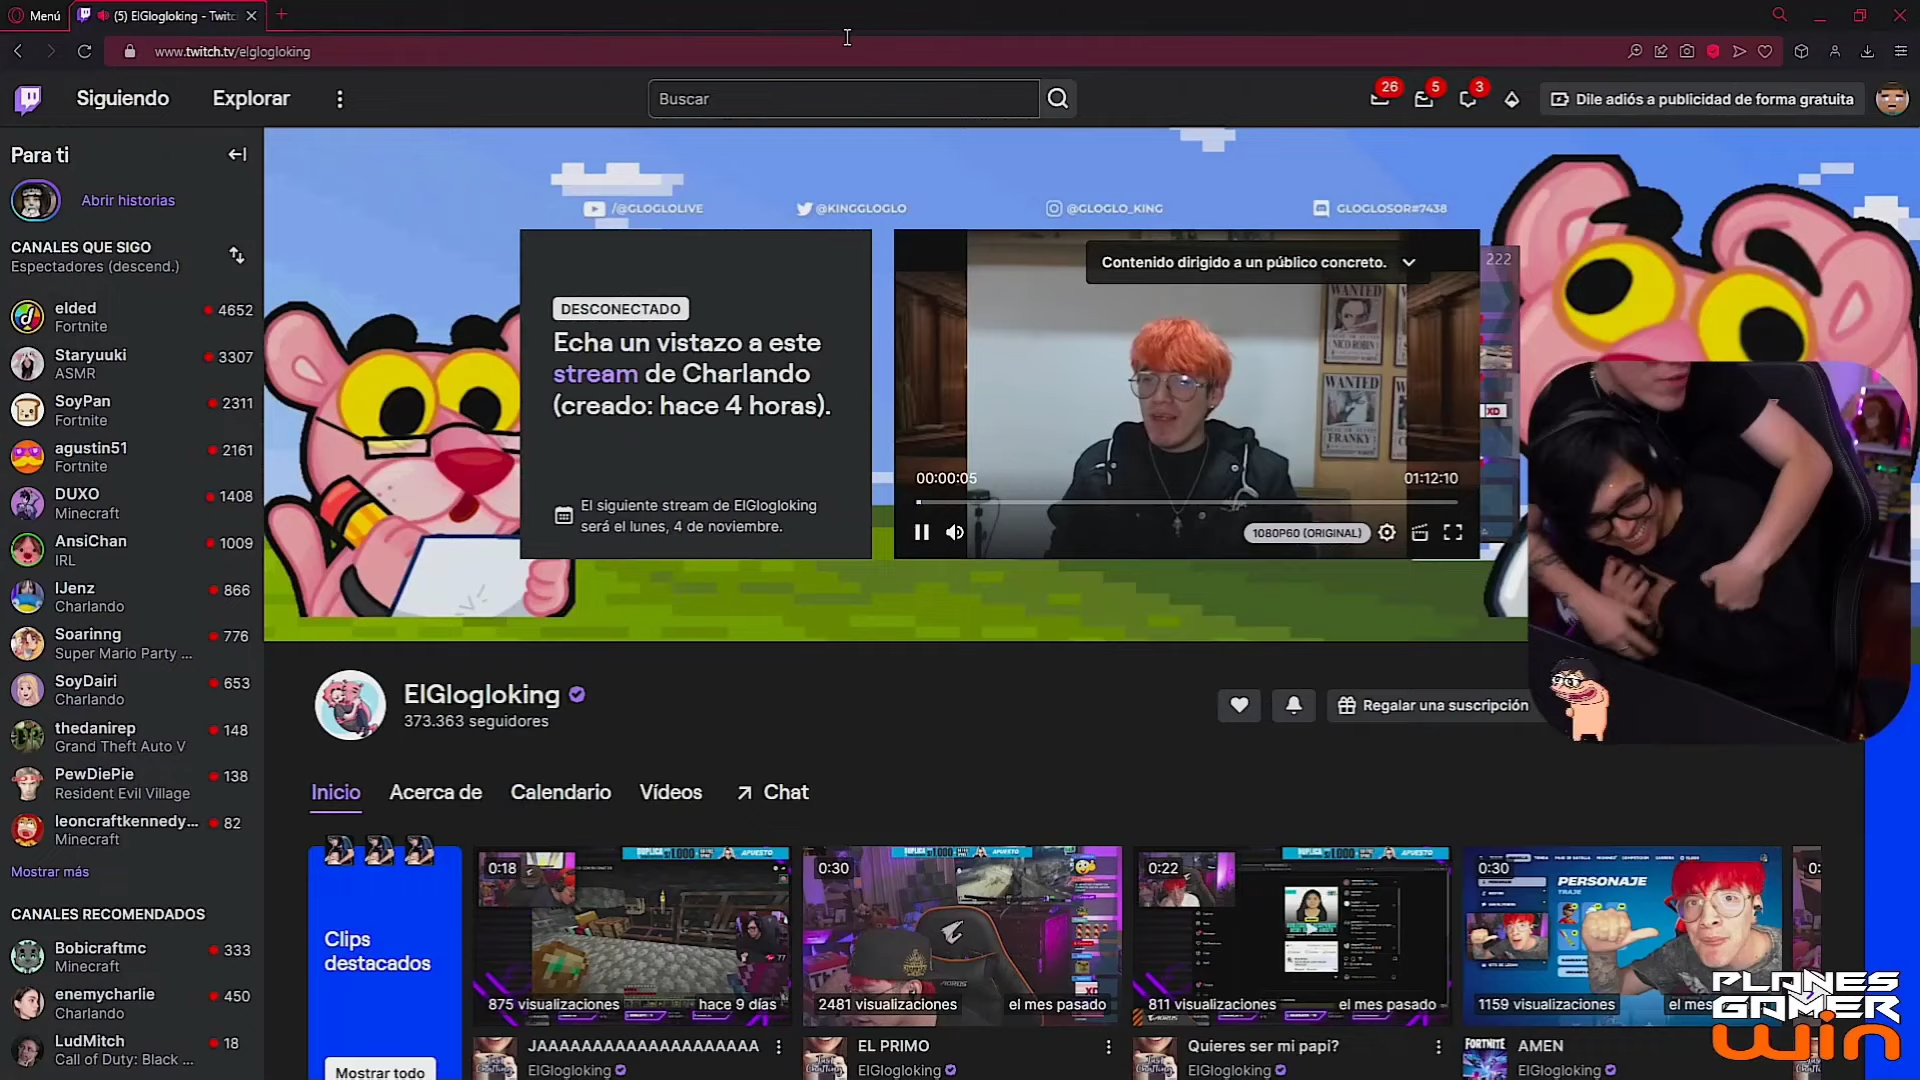 Menú
(5) ElGlogloking - Twitc
www.twitch.tv/elglogloking
Siguiendo
Explorar
Buscar
26
5
3
Dile adiós a publicidad de forma gratuita
Para ti
Abrir historias
CANALES QUE SIGO
Espectadores (descend.)
elded
4652
Fortnite
Staryuuki
3307
ASMR
SoyPan
2311
Fortnite
agustin51
2161
Fortnite
DUXO
1408
Minecraft
AnsiChan
1009
IRL
IJenz
866
Charlando
Soarinng
776
Super Mario Party ...
SoyDairi
653
Charlando
thedanirep
148
Grand Theft Auto V
PewDiePie
138
Resident Evil Village
leoncraftkennedy...
82
Minecraft
Mostrar más
CANALES RECOMENDADOS
Bobicraftmc
333
Minecraft
enemycharlie
450
Charlando
LudMitch
18
Call of Duty: Black ...
/@GLOGLOLIVE
@KINGGLOGLO
@GLOGLO_KING
GLOGLOSOR#7438
DESCONECTADO
Echa un vistazo a este
stream de Charlando
(creado: hace 4 horas).
El siguiente stream de ElGlogloking
será el lunes, 4 de noviembre.
Contenido dirigido a un público concreto.
222
NICO ROBIN
WANTED
FRANKY
XD
00:00:05
01:12:10
1080P60 (ORIGINAL)
ElGlogloking
373.363 seguidores
Regalar una suscripción
Inicio
Acerca de
Calendario
Vídeos
Chat
Clips
destacados
Mostrar todo
0:18
875 visualizaciones
hace 9 días
JAAAAAAAAAAAAAAAAAAA
ElGlogloking
0:30
2481 visualizaciones
el mes pasado
EL PRIMO
ElGlogloking
0:22
811 visualizaciones
el mes pasado
Quieres ser mi papi?
ElGlogloking
0:30
PERSONAJE
TRAJE
1159 visualizaciones
el mes
FORTNITE
AMEN
ElGlogloking
0:
PLANES
GAMER
win